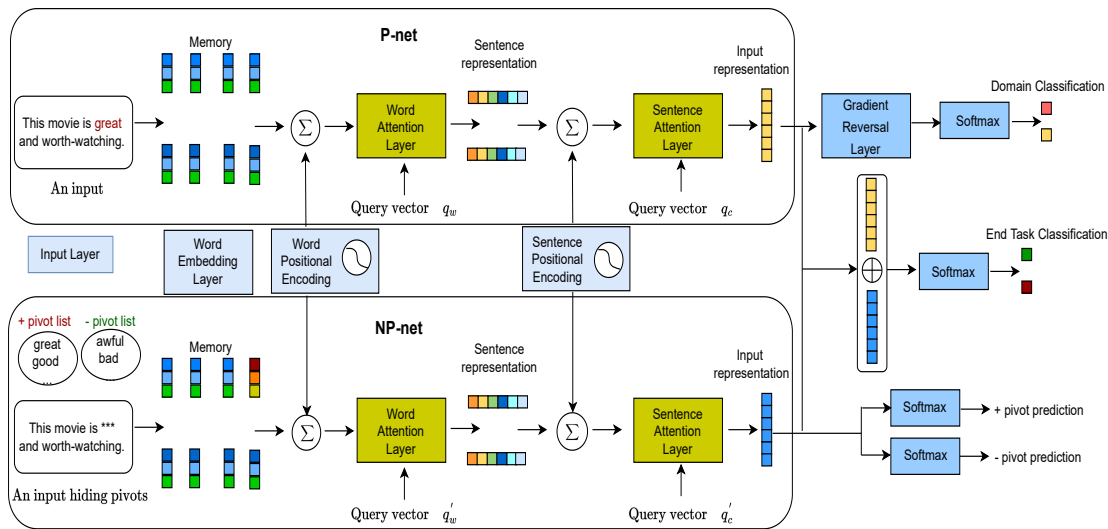 P-net
Memory
Sentence
representation
Input
representation
This movie is great
and worth-watching.
An input
Σ
Word
Attention
Layer
Σ
Sentence
Attention
Layer
Query vector q_w
Query vector q_c
Gradient
Reversal
Layer
Softmax
Domain Classification
Input Layer
Word
Embedding
Layer
Word
Positional
Encoding
Sentence
Positional
Encoding
Softmax
End Task Classification
NP-net
+ pivot list
great
good
...
- pivot list
awful
bad
Memory
Sentence
representation
Input
representation
This movie is ***
and worth-watching.
An input hiding pivots
Σ
Word
Attention
Layer
Σ
Sentence
Attention
Layer
Query vector q'_w
Query vector q'_c
Softmax
+ pivot prediction
Softmax
- pivot prediction